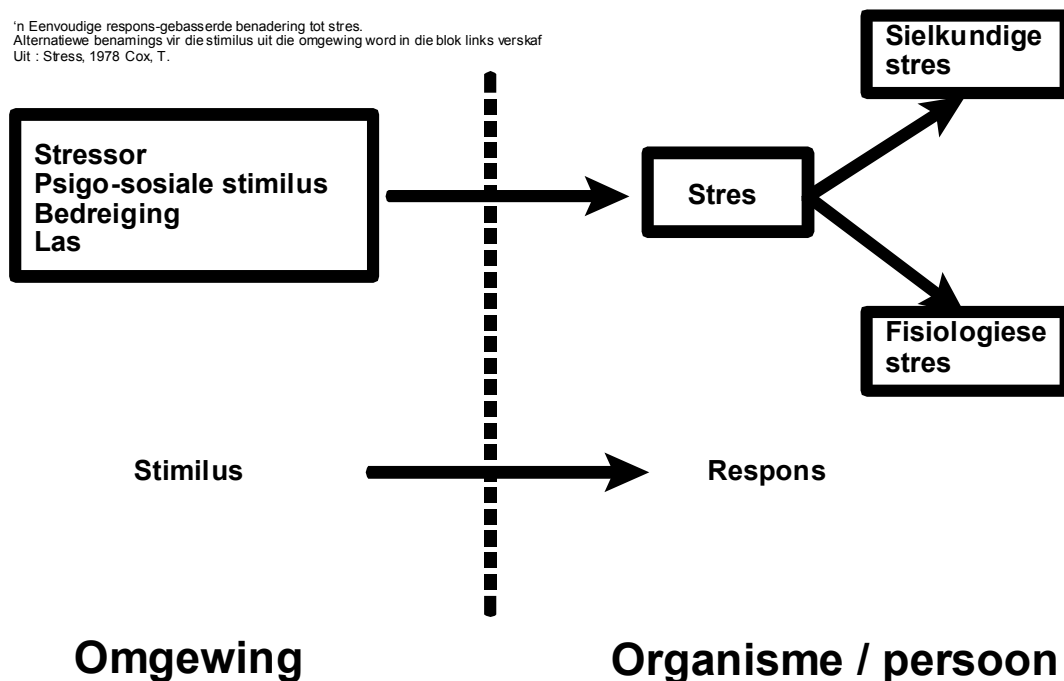 ‘n Eenvoudige respons-gebasserde benadering tot stres.
Alternatiewe benamings vir die stimulus uit die omgewing word in die blok links verskaf
Uit : Stress, 1978 Cox, T.
Sielkundige
stres
Stressor
Psigo-sosiale stimilus
Bedreiging
Las
Stres
Fisiologiese
stres
Stimilus
Respons
Omgewing
Organisme / persoon